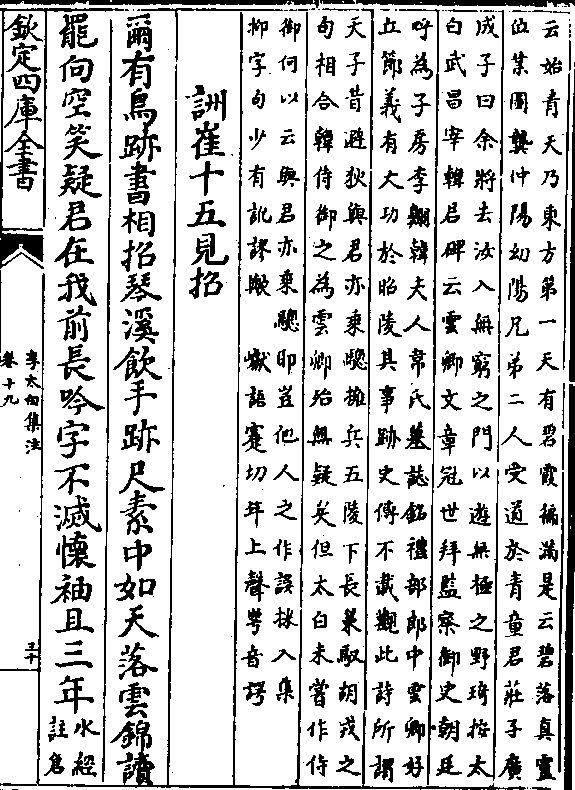 云始青天乃東方第一天有碧霞徧滿是云碧落真靈
位業圖龔仲陽幼陽兄弟二人受道於青童君莊子廣
成子曰余將去汝入無窮之門以遊無極之野琦按太
白武昌宰韓君碑云雲卿文章冠世拜監察御史朝廷
呼為子房李翺韓夫人韋氏墓誌銘禮部郎中雲卿好
立節義有大功於昭陵其事跡史傳不載觀此詩所謂
天子昔避狄與君亦乘驄擁兵五陵下長策馭胡戎之
句相合韓侍御之為雲卿殆無疑矣但太白未嘗作侍
御何以云與君亦乘驄耶豈他人之作誤採入集
抑字句少有訛謬歟 巘語蹇切年上聲萼音諤
詶崔十五見招
爾有鳥跡書相招琴溪飲手跡尺素中如天落雲錦讀
罷向空笑疑君在我前長吟字不滅懷袖且三年
水經
註倉
欽定四庫全書
李太白集注
卷十九
三十